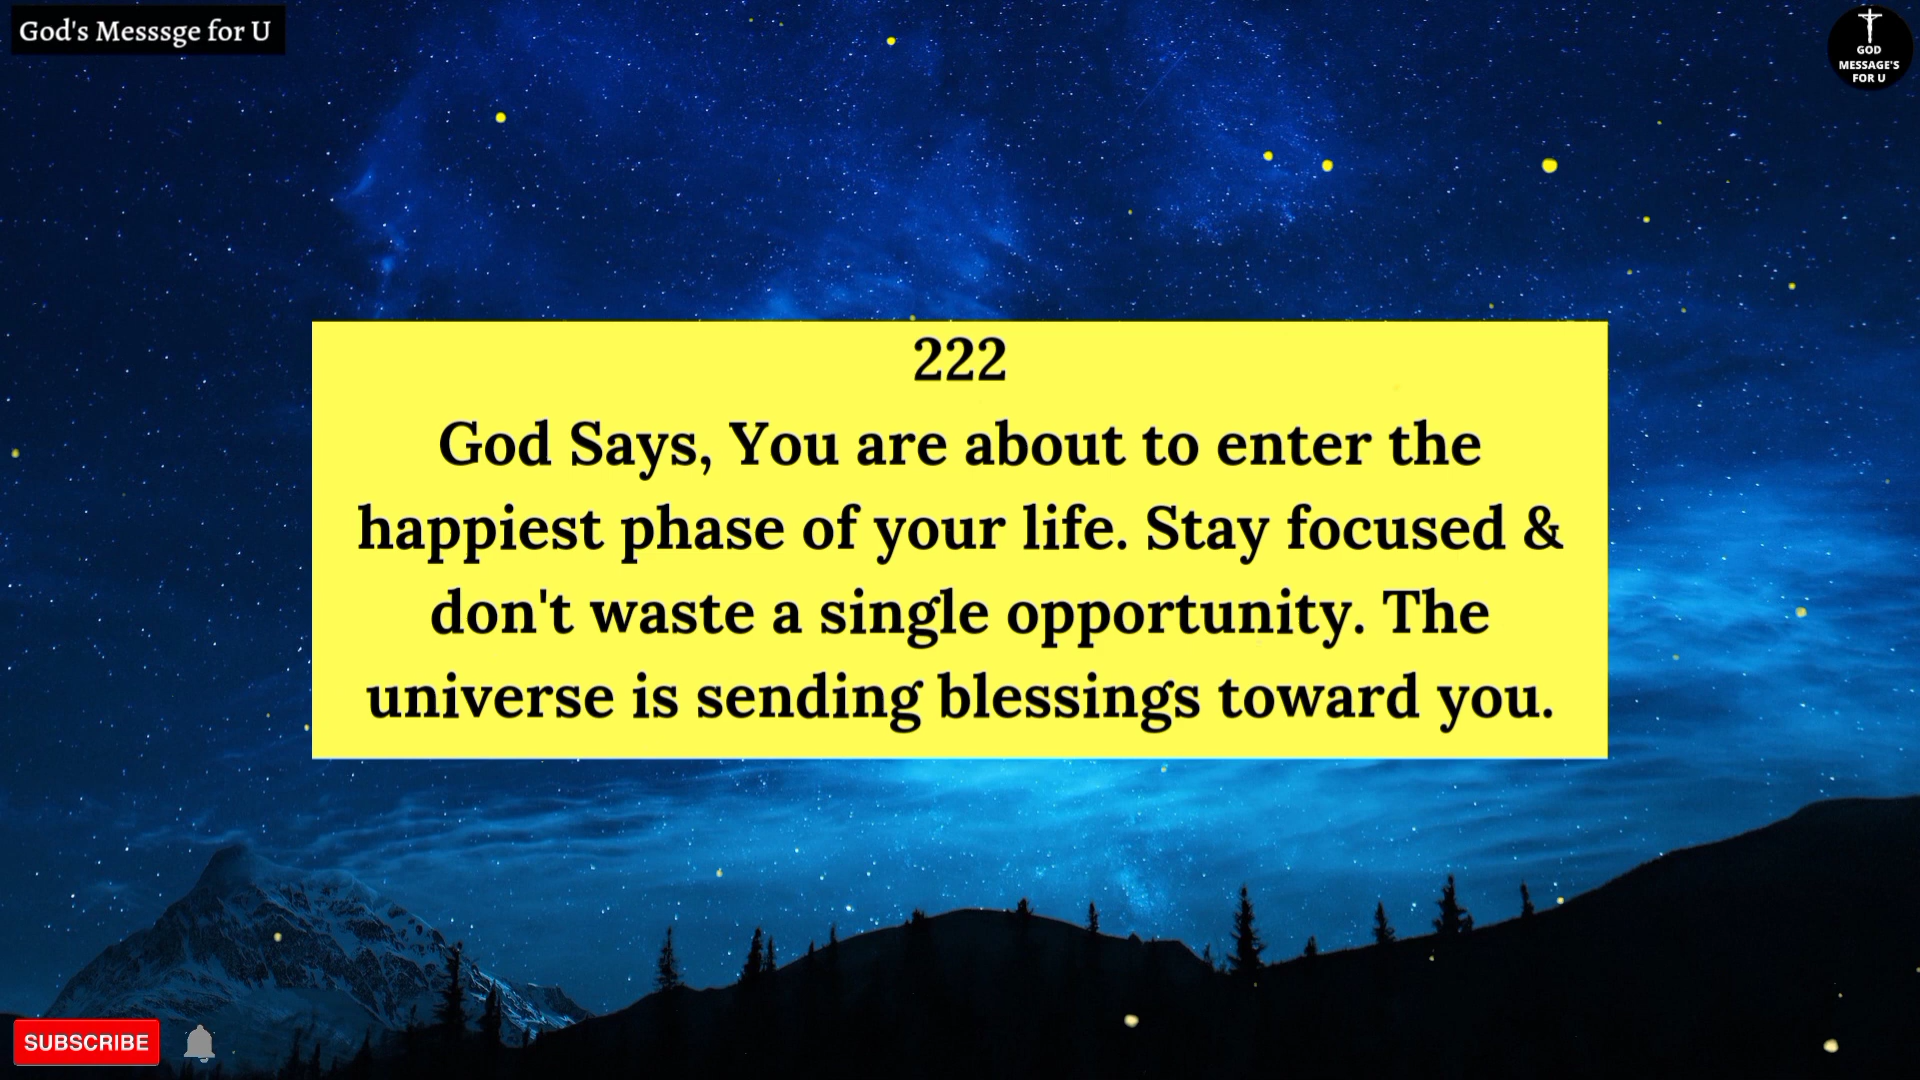 God's Messsge for U
GOD
MESSAGE'S
FOR U
222
God Says, You are about to enter the
happiest phase of your life. Stay focused &
don't waste a single opportunity. The
universe is sending blessings toward you.
SUBSCRIBE